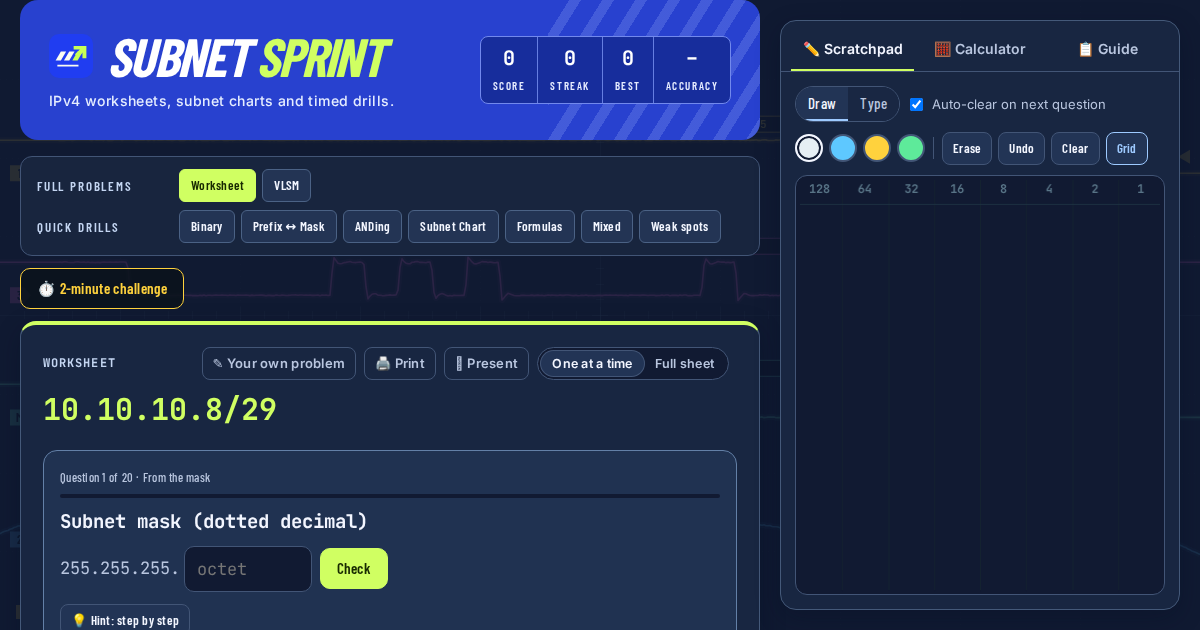 SUBNET SPRINT
IPv4 worksheets, subnet charts and timed drills.
0 0 0 –
SCORE STREAK BEST ACCURACY
FULL PROBLEMS Worksheet VLSM
QUICK DRILLS Binary Prefix ↔ Mask ANDing Subnet Chart Formulas Mixed Weak spots
⏱️ 2-minute challenge
WORKSHEET ✎ Your own problem 🖨️ Print Present One at a time Full sheet
10.10.10.8/29
Question 1 of 20 · From the mask
Subnet mask (dotted decimal)
255.255.255. octet Check
💡 Hint: step by step
✏️ Scratchpad 🧮 Calculator 📋 Guide
Draw Type Auto-clear on next question
Erase Undo Clear Grid
128 64 32 16 8 4 2 1